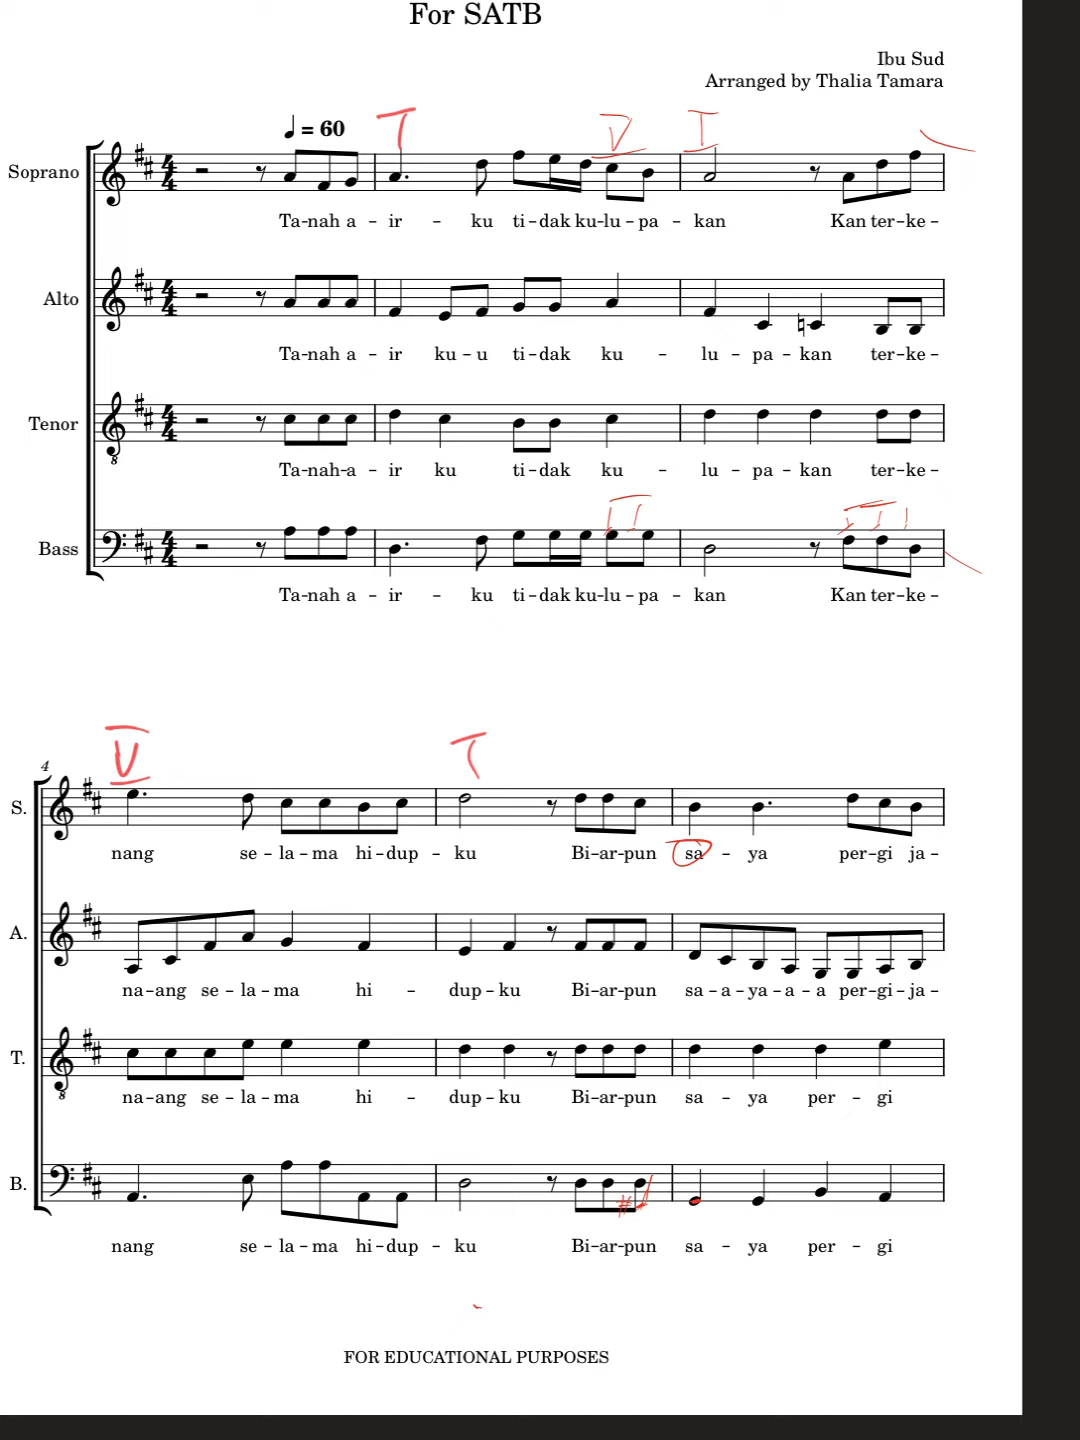 For SATB
Ibu Sud
Arranged by Thalia Tamara
= 60
T V I
Soprano
Ta-nah a - ir - ku ti-dak ku-lu-pa - kan Kan ter-ke-
Alto
Ta-nah a - ir ku-u ti-dak ku - lu - pa - kan ter-ke-
Tenor
8
Ta-nah-a - ir ku ti-dak ku - lu - pa - kan ter-ke-
Bass
Ta-nah a - ir - ku ti-dak ku-lu-pa - kan Kan ter-ke-
V
4
S.
nang se-la-ma hi-dup - ku Bi-ar-pun sa - ya per-gi ja-
A.
na-ang se-la-ma hi - dup-ku Bi-ar-pun sa-a-ya-a-a per-gi-ja-
T.
8
na-ang se-la-ma hi - dup-ku Bi-ar-pun sa - ya per - gi
B.
nang se-la-ma hi-dup - ku Bi-ar-pun sa - ya per - gi
FOR EDUCATIONAL PURPOSES